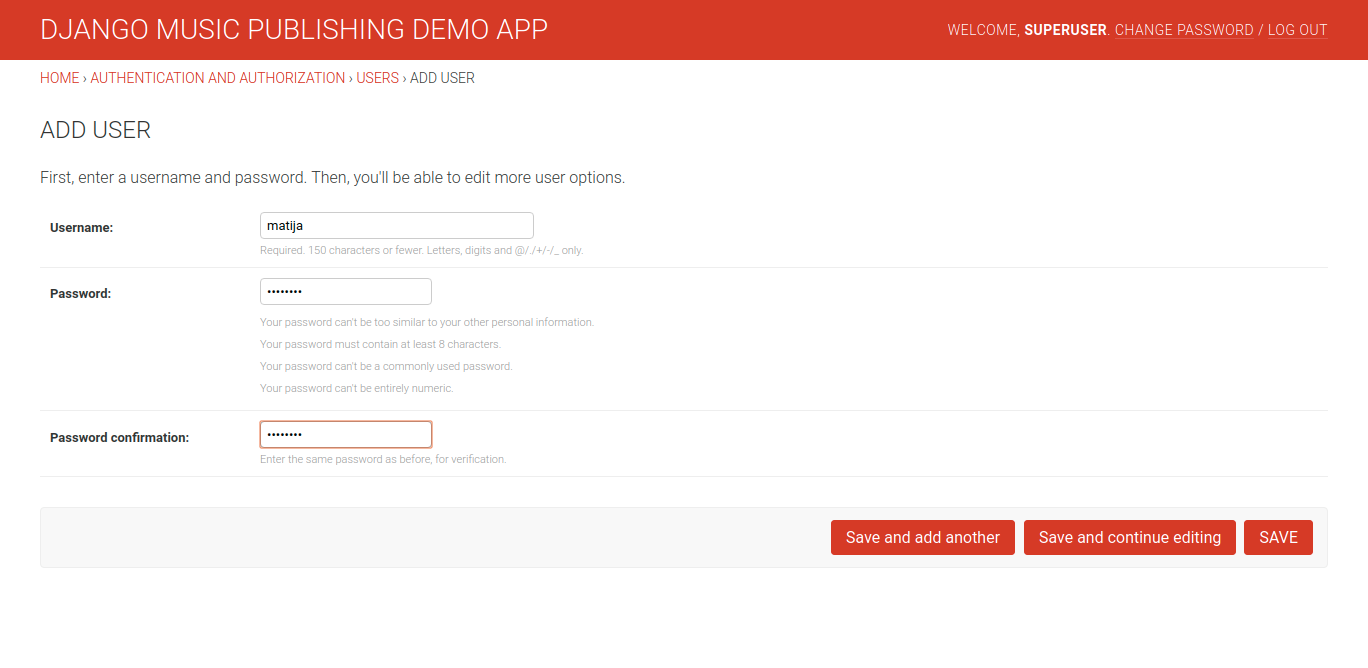 DJANGO MUSIC PUBLISHING DEMO APP
WELCOME, SUPERUSER. CHANGE PASSWORD / LOG OUT
HOME › AUTHENTICATION AND AUTHORIZATION › USERS › ADD USER
ADD USER
First, enter a username and password. Then, you'll be able to edit more user options.
Username: matija
Required. 150 characters or fewer. Letters, digits and @/./+/-/_ only.
Password: ••••••••
Your password can't be too similar to your other personal information.
Your password must contain at least 8 characters.
Your password can't be a commonly used password.
Your password can't be entirely numeric.
Password confirmation: ••••••••
Enter the same password as before, for verification.
Save and add another Save and continue editing SAVE